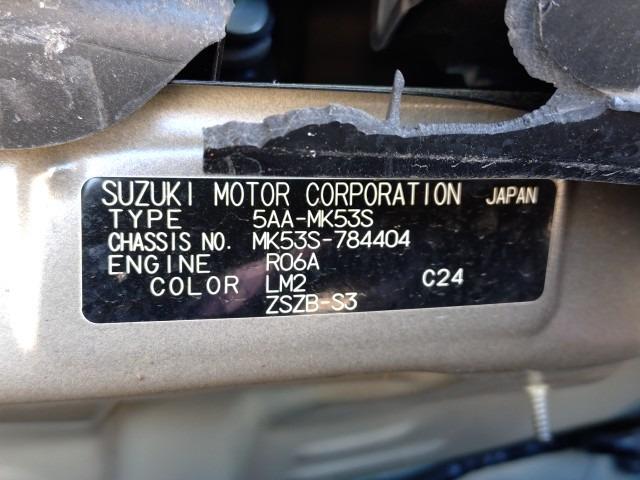 SUZUKI MOTOR CORPORATION JAPAN
TYPE 5AA-MK53S
CHASSIS NO. MK53S-784404
ENGINE R06A
COLOR LM2 C24
ZSZB-S3